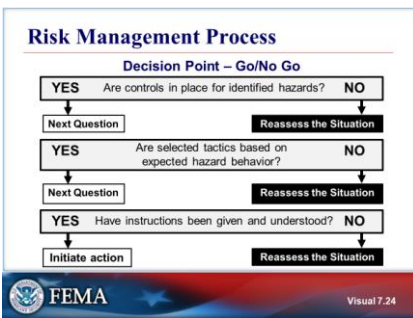 Risk Management Process
Decision Point – Go/No Go
YES Are controls in place for identified hazards? NO
Next Question Reassess the Situation
YES Are selected tactics based on NO
expected hazard behavior?
Next Question Reassess the Situation
YES Have instructions been given and understood? NO
Initiate action Reassess the Situation
FEMA
Visual 7.24